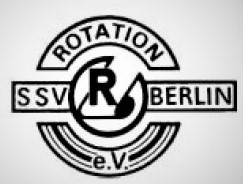 ROTATION
SSV R BERLIN
e.V.